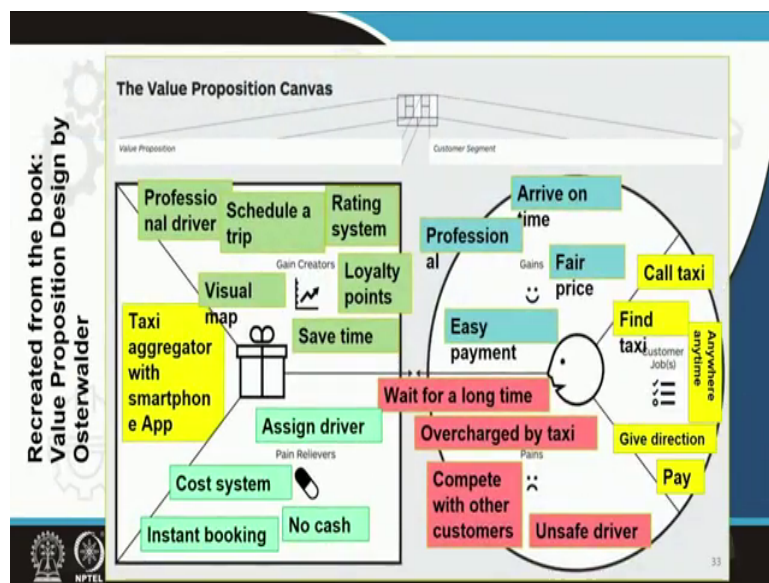 Recreated from the book:
Value Proposition Design by
Osterwalder
The Value Proposition Canvas
Value Proposition
Customer Segment
Professio
nal driver
Schedule a
trip
Rating
system
Gain Creators
Loyalty
points
Visual
map
Save time
Taxi
aggregator
with
smartphon
e App
Assign driver
Pain Relievers
Cost system
No cash
Instant booking
Arrive on
time
Profession
al
Gains
Fair
price
Easy
payment
Call taxi
Find
taxi
Customer
Job(s)
Anywhere
anytime
Give direction
Pay
Wait for a long time
Overcharged by taxi
Pains
Compete
with other
customers
Unsafe driver
33
NPTEL